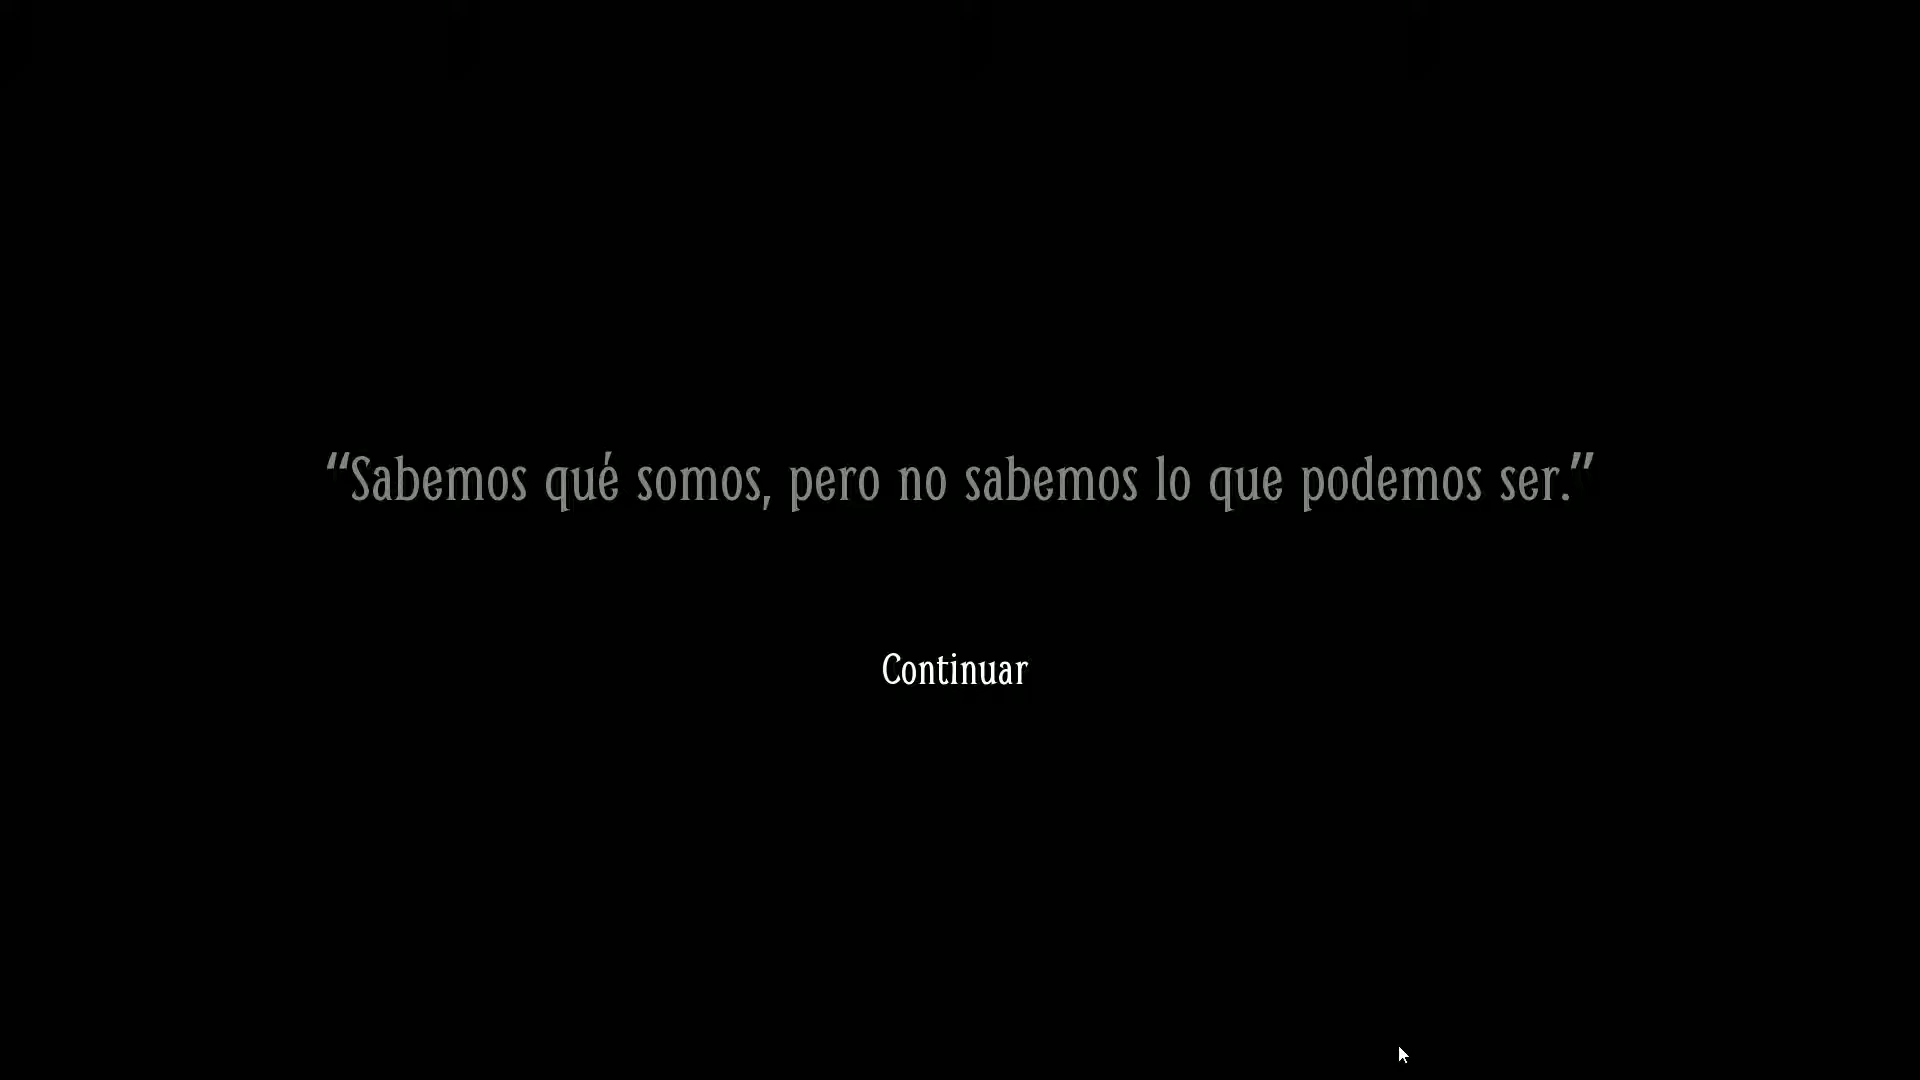 “Sabemos qué somos, pero no sabemos lo que podemos ser.”
Continuar